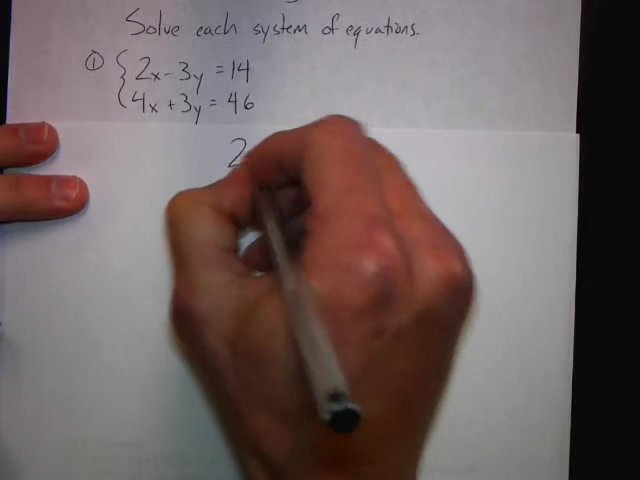 Solve each system of equations.
① { 2x - 3y = 14
4x + 3y = 46
2